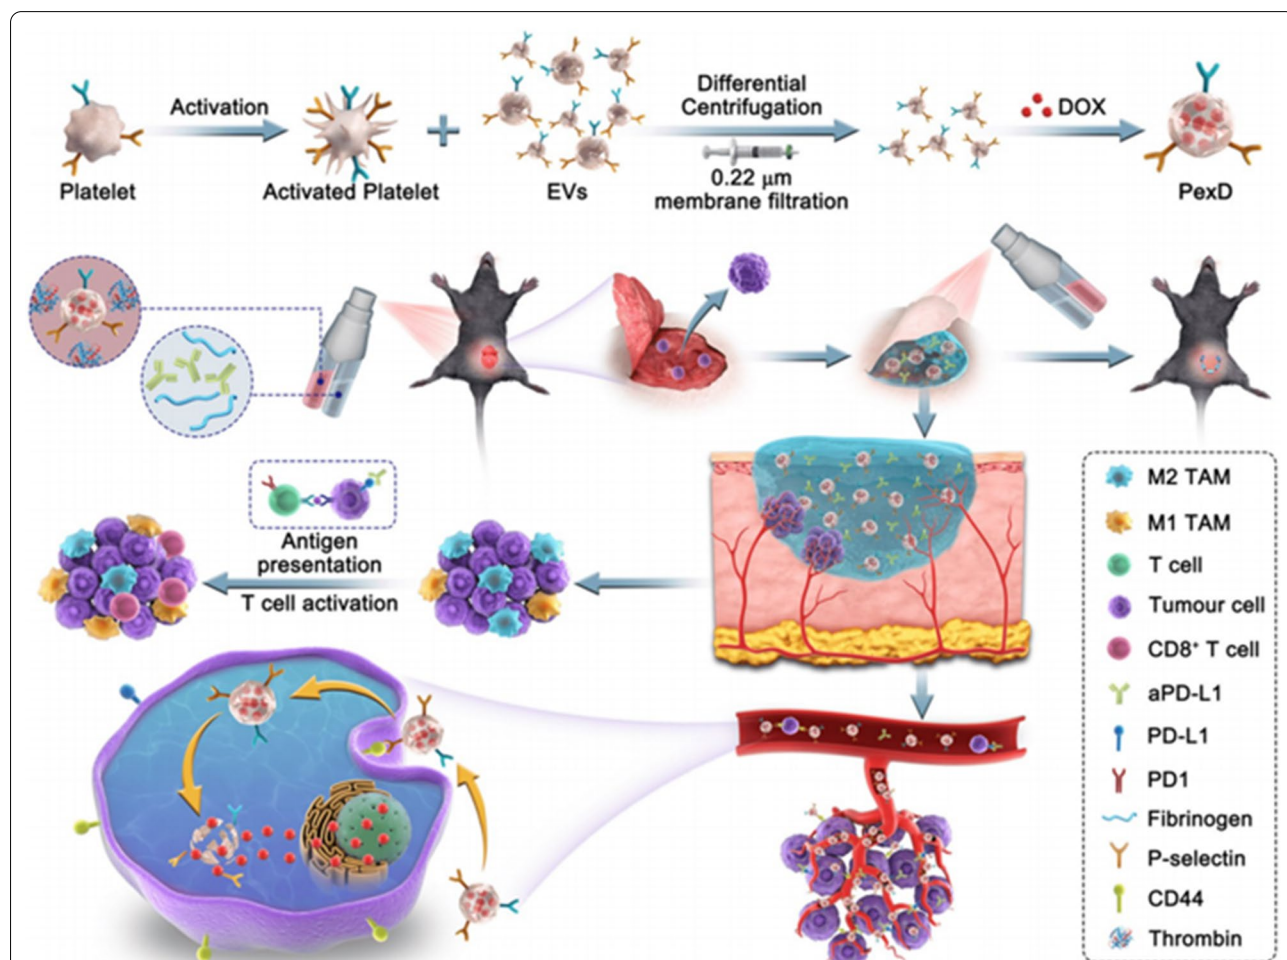 Activation
Differential
Centrifugation
DOX
0.22 μm
membrane filtration
Platelet
Activated Platelet
EVs
PexD
Antigen
presentation
T cell activation
M2 TAM
M1 TAM
T cell
Tumour cell
CD8⁺ T cell
aPD-L1
PD-L1
PD1
Fibrinogen
P-selectin
CD44
Thrombin